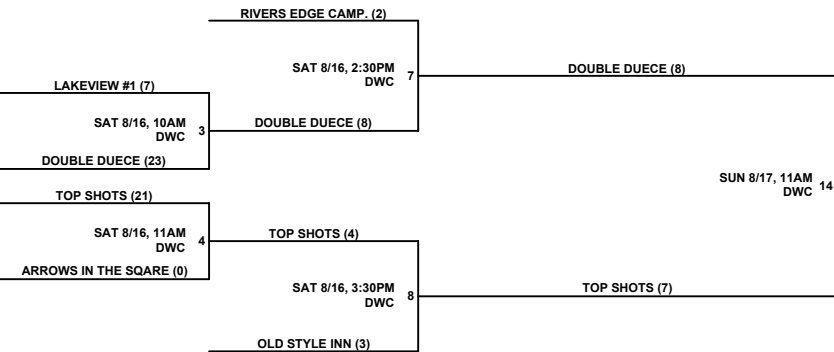 RIVERS EDGE CAMP. (2)
SAT 8/16, 2:30PM
DWC 7
DOUBLE DUECE (8)
LAKEVIEW #1 (7)
SAT 8/16, 10AM
DWC 3
DOUBLE DUECE (8)
DOUBLE DUECE (23)
SUN 8/17, 11AM
DWC 14
TOP SHOTS (21)
SAT 8/16, 11AM
DWC 4
TOP SHOTS (4)
ARROWS IN THE SQARE (0)
SAT 8/16, 3:30PM
DWC 8
TOP SHOTS (7)
OLD STYLE INN (3)